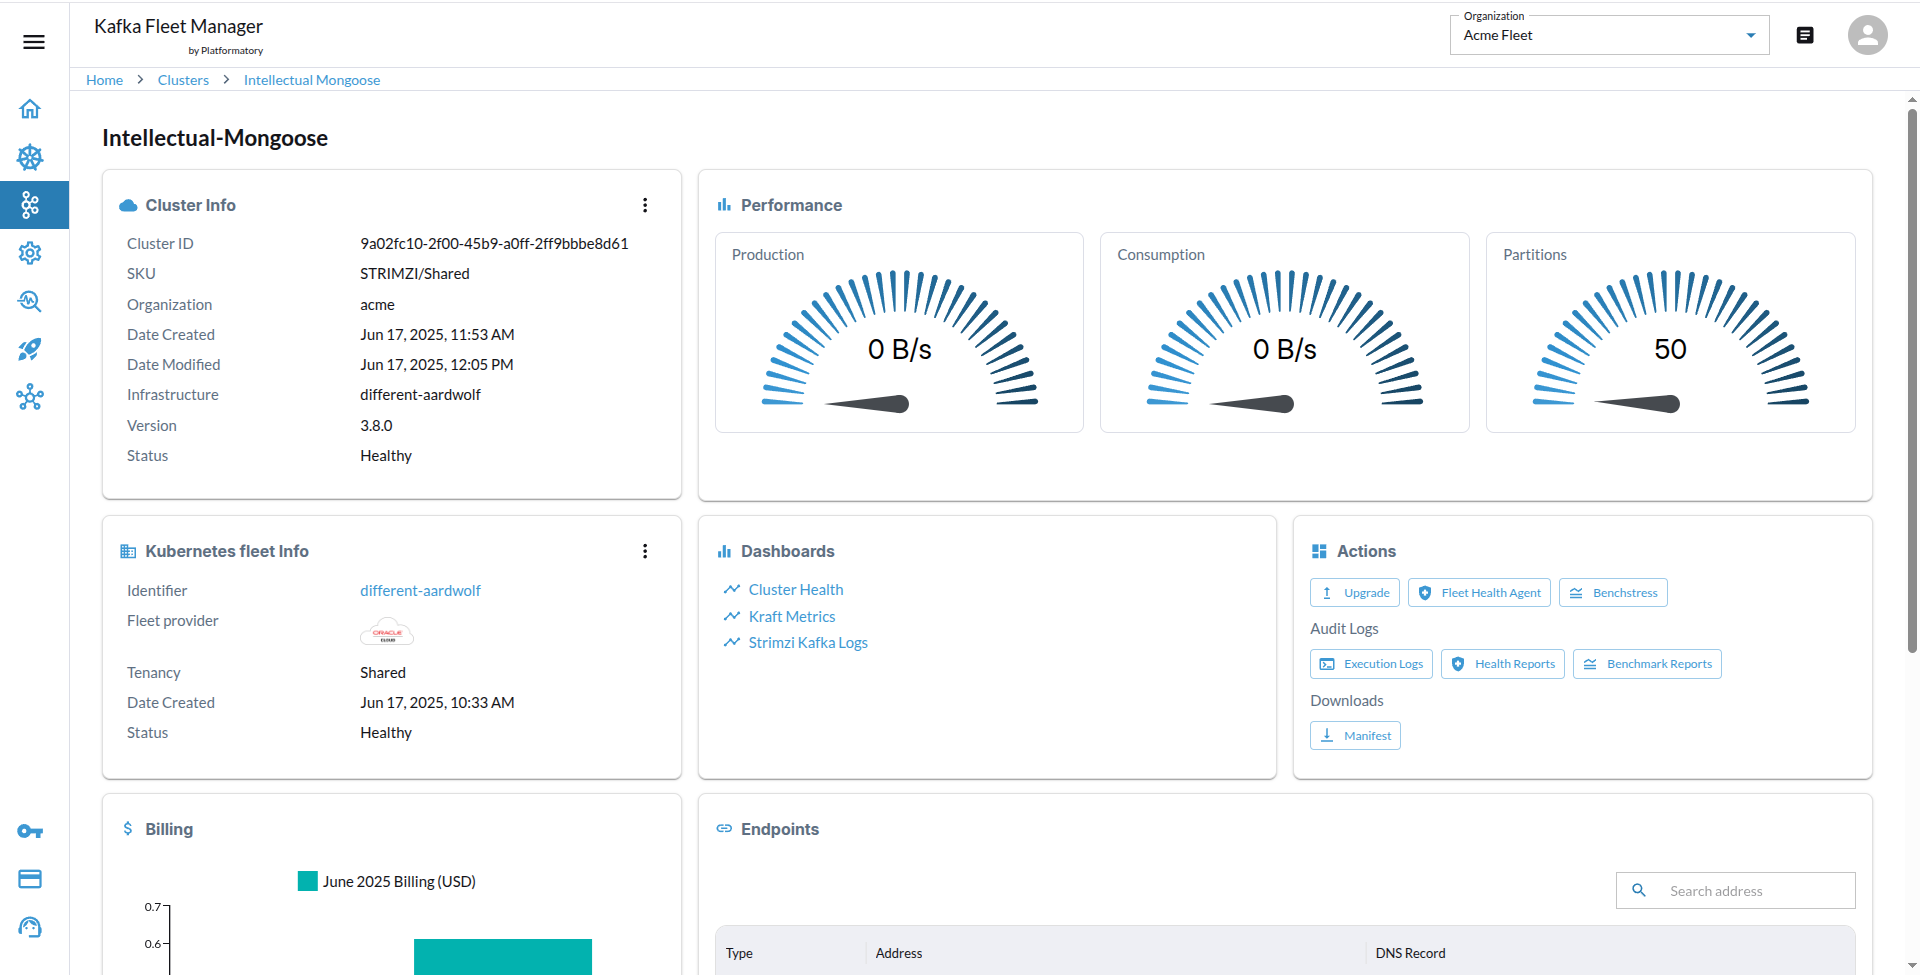 Kafka Fleet Manager
by Platformatory
Organization
Acme Fleet
Home > Clusters > Intellectual Mongoose
Intellectual-Mongoose
Cluster Info
Cluster ID 9a02fc10-2f00-45b9-a0ff-2ff9bbbe8d61
SKU STRIMZI/Shared
Organization acme
Date Created Jun 17, 2025, 11:53 AM
Date Modified Jun 17, 2025, 12:05 PM
Infrastructure different-aardwolf
Version 3.8.0
Status Healthy
Performance
Production
0 B/s
Consumption
0 B/s
Partitions
50
Kubernetes fleet Info
Identifier different-aardwolf
Fleet provider
ORACLE
CLOUD
Tenancy Shared
Date Created Jun 17, 2025, 10:33 AM
Status Healthy
Dashboards
Cluster Health
Kraft Metrics
Strimzi Kafka Logs
Actions
Upgrade Fleet Health Agent Benchstress
Audit Logs
Execution Logs Health Reports Benchmark Reports
Downloads
Manifest
Billing
June 2025 Billing (USD)
0.7
0.6
Endpoints
Search address
Type Address DNS Record